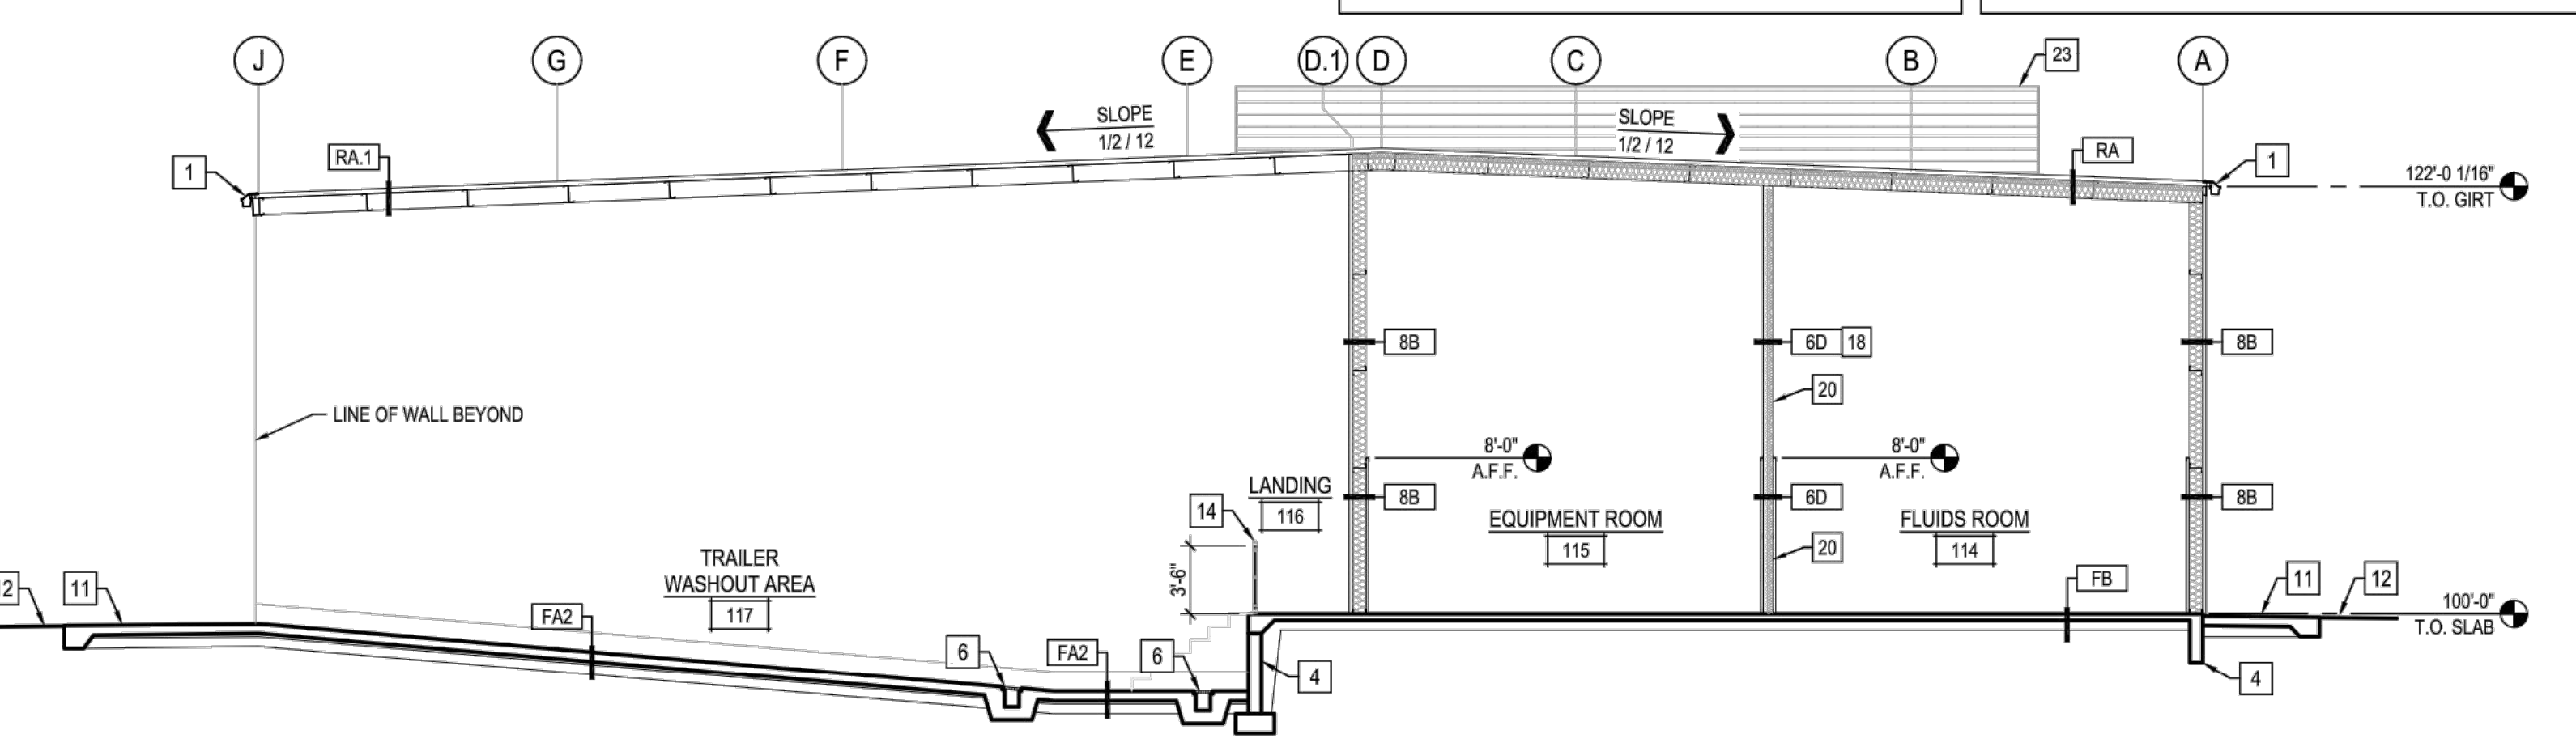 J
G
F
E
D.1
D
C
B
A
23
SLOPE
1/2 / 12
SLOPE
1/2 / 12
1
RA.1
RA
1
122'-0 1/16"
T.O. GIRT
8B
6D
18
8B
20
LINE OF WALL BEYOND
8'-0"
A.F.F.
8'-0"
A.F.F.
LANDING
116
14
8B
6D
8B
EQUIPMENT ROOM
115
FLUIDS ROOM
114
20
3'-6"
TRAILER
WASHOUT AREA
117
12
11
FA2
FB
11
12
100'-0"
T.O. SLAB
6
FA2
6
4
4